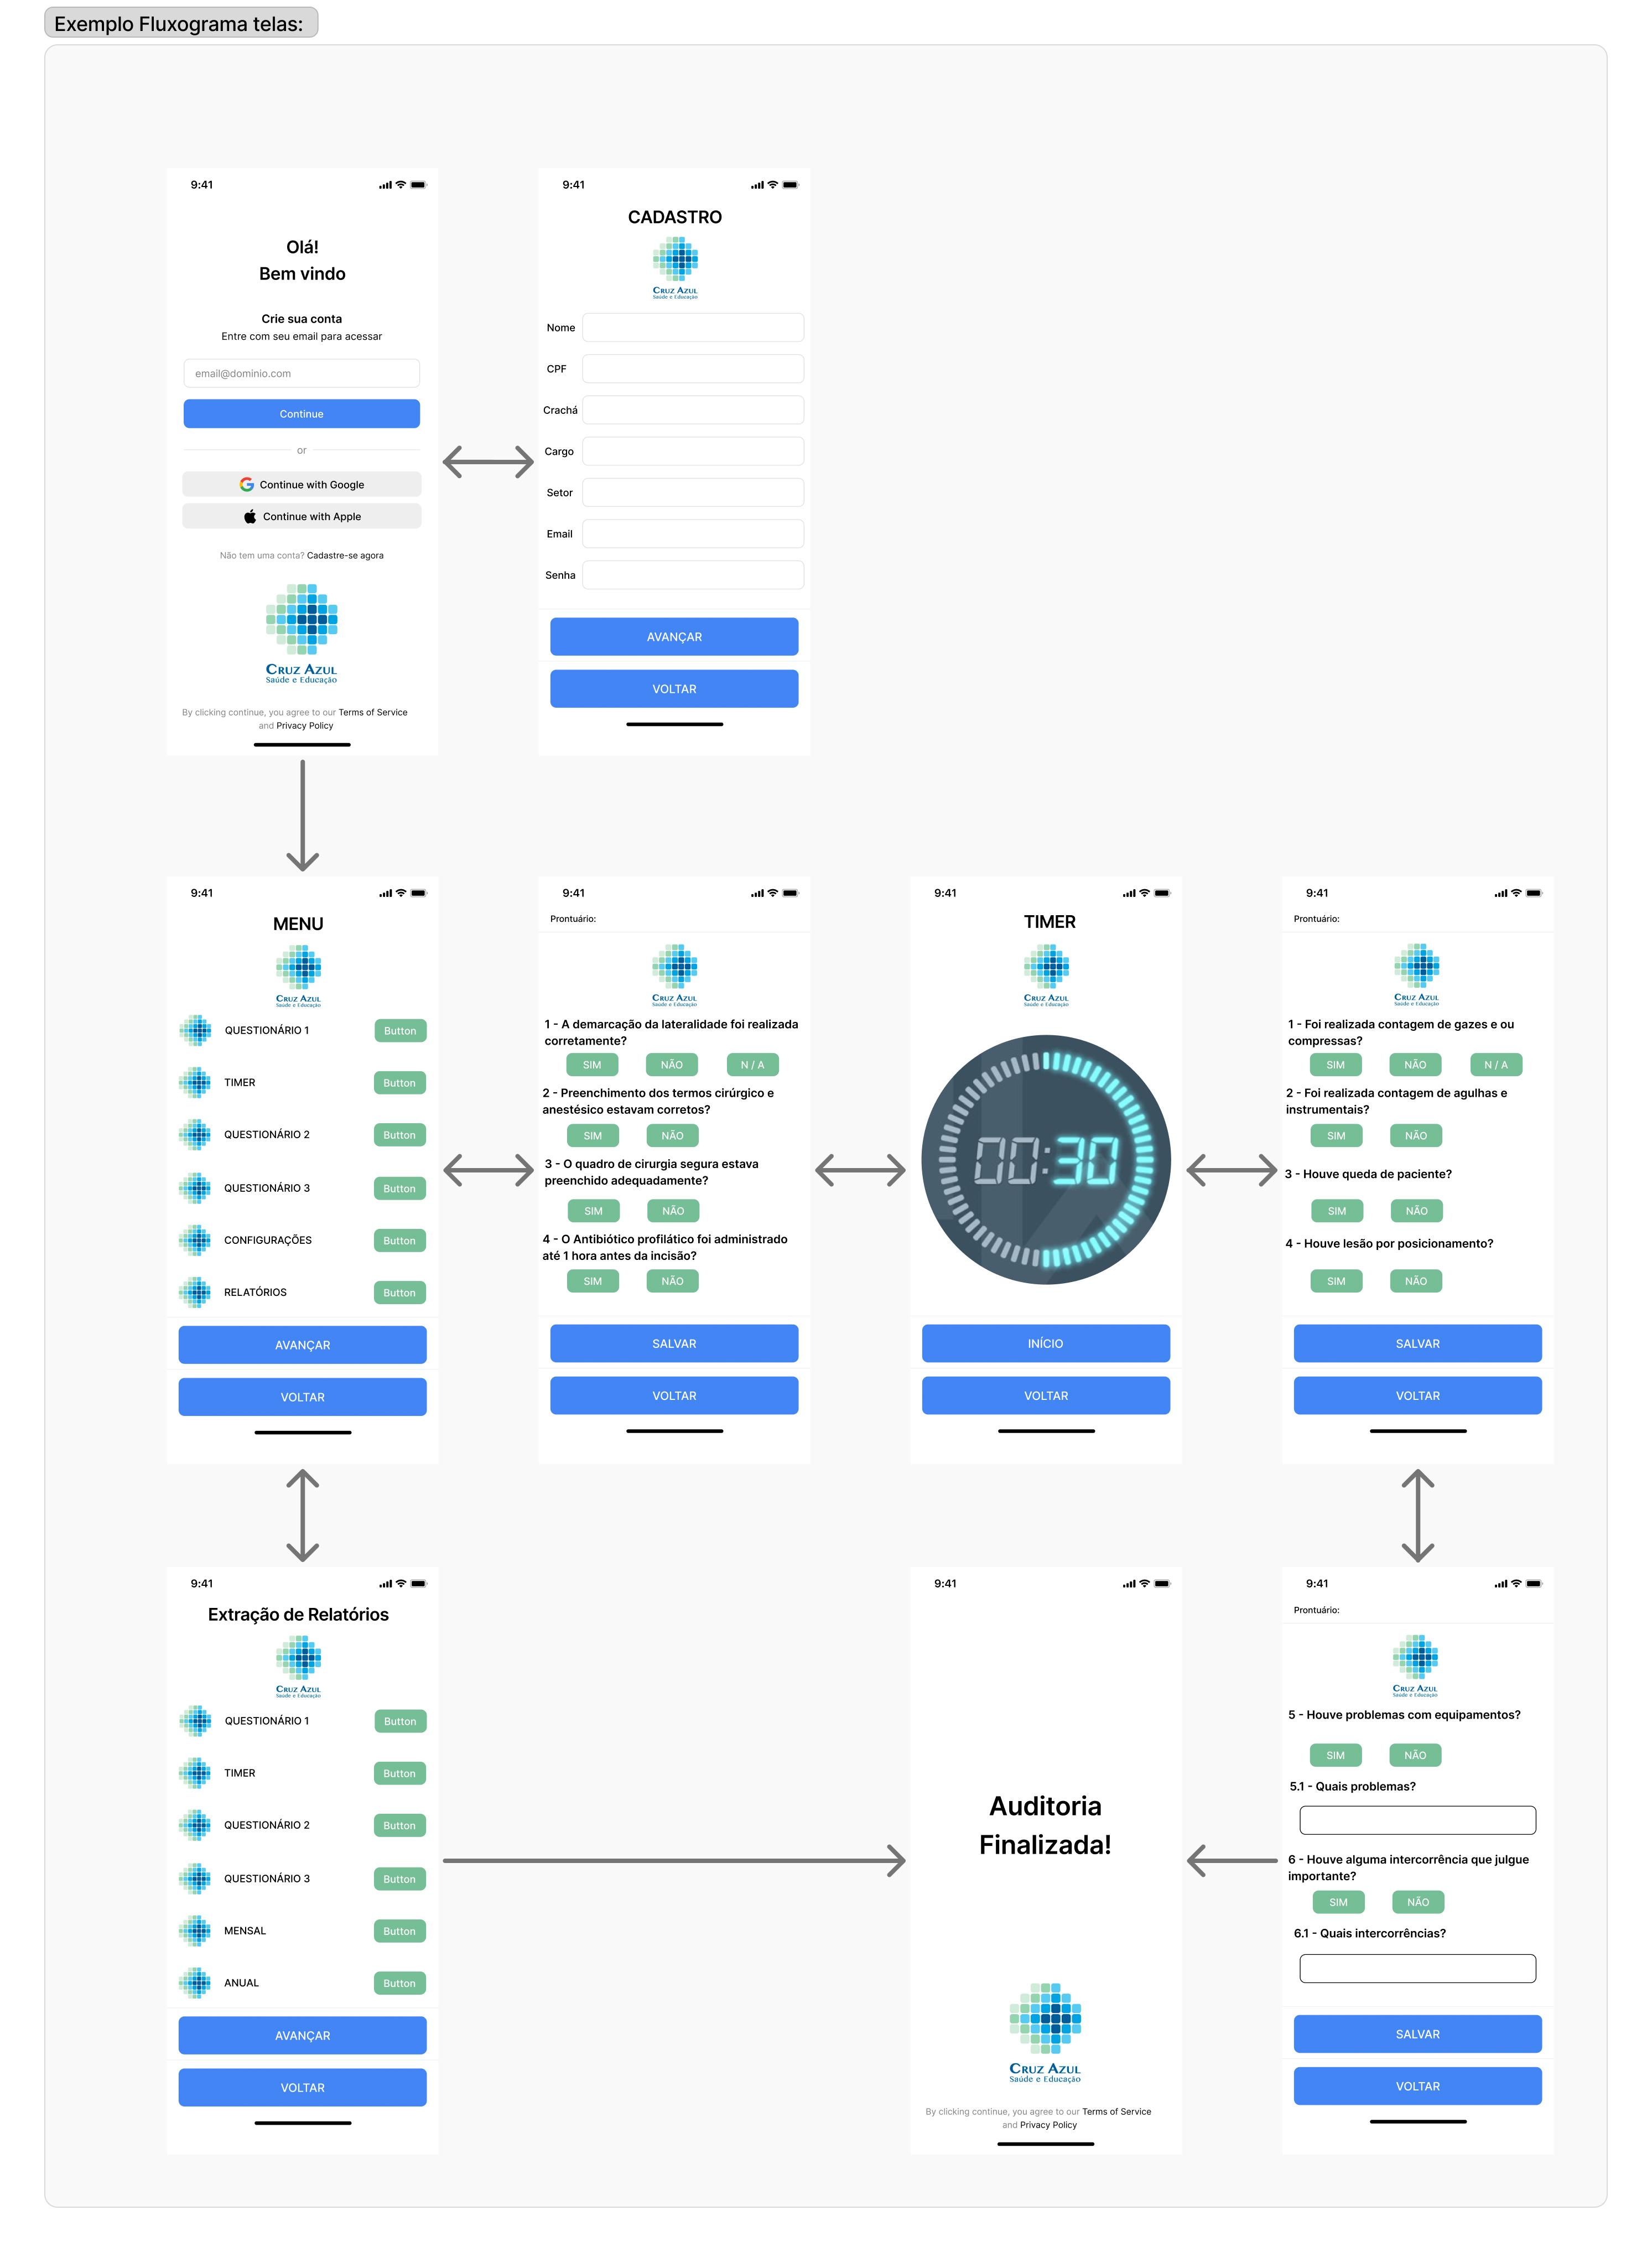 Exemplo Fluxograma telas:
9:41
Olá!
Bem vindo
Crie sua conta
Entre com seu email para acessar
email@dominio.com
Continue
or
Continue with Google
Continue with Apple
Não tem uma conta? Cadastre-se agora
CRUZ AZUL
Saúde e Educação
By clicking continue, you agree to our Terms of Service
and Privacy Policy
9:41
CADASTRO
CRUZ AZUL
Saúde e Educação
Nome
CPF
Crachá
Cargo
Setor
Email
Senha
AVANÇAR
VOLTAR
9:41
MENU
CRUZ AZUL
Saúde e Educação
QUESTIONÁRIO 1 Button
TIMER Button
QUESTIONÁRIO 2 Button
QUESTIONÁRIO 3 Button
CONFIGURAÇÕES Button
RELATÓRIOS Button
AVANÇAR
VOLTAR
9:41
Prontuário:
CRUZ AZUL
Saúde e Educação
1 - A demarcação da lateralidade foi realizada
corretamente?
SIM NÃO N / A
2 - Preenchimento dos termos cirúrgico e
anestésico estavam corretos?
SIM NÃO
3 - O quadro de cirurgia segura estava
preenchido adequadamente?
SIM NÃO
4 - O Antibiótico profilático foi administrado
até 1 hora antes da incisão?
SIM NÃO
SALVAR
VOLTAR
9:41
TIMER
CRUZ AZUL
Saúde e Educação
00:30
INÍCIO
VOLTAR
9:41
Prontuário:
CRUZ AZUL
Saúde e Educação
1 - Foi realizada contagem de gazes e ou
compressas?
SIM NÃO N / A
2 - Foi realizada contagem de agulhas e
instrumentais?
SIM NÃO
3 - Houve queda de paciente?
SIM NÃO
4 - Houve lesão por posicionamento?
SIM NÃO
SALVAR
VOLTAR
9:41
Extração de Relatórios
CRUZ AZUL
Saúde e Educação
QUESTIONÁRIO 1 Button
TIMER Button
QUESTIONÁRIO 2 Button
QUESTIONÁRIO 3 Button
MENSAL Button
ANUAL Button
AVANÇAR
VOLTAR
9:41
Auditoria
Finalizada!
CRUZ AZUL
Saúde e Educação
By clicking continue, you agree to our Terms of Service
and Privacy Policy
9:41
Prontuário:
CRUZ AZUL
Saúde e Educação
5 - Houve problemas com equipamentos?
SIM NÃO
5.1 - Quais problemas?
6 - Houve alguma intercorrência que julgue
importante?
SIM NÃO
6.1 - Quais intercorrências?
SALVAR
VOLTAR